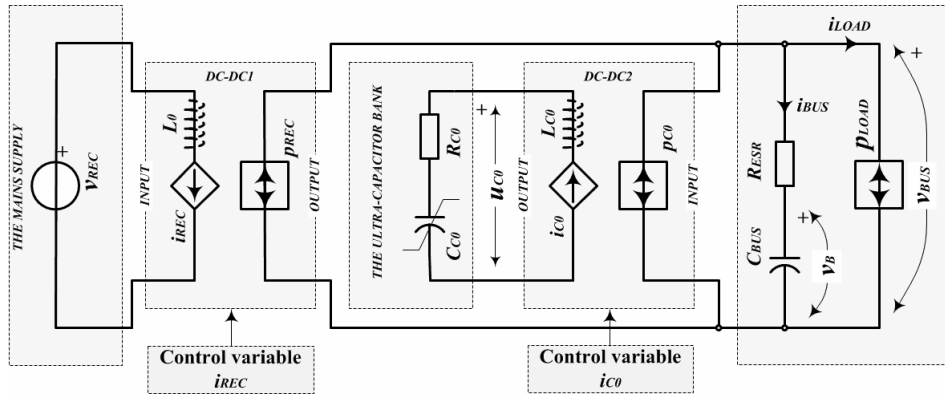 THE MAINS SUPPLY
+
vREC
DC-DC1
INPUT
L0
iREC
pREC
OUTPUT
THE ULTRA-CAPACITOR BANK
RC0
CC0
+
uC0
DC-DC2
OUTPUT
LC0
iC0
pC0
INPUT
iLOAD
iBUS
RESR
CBUS
+
vB
pLOAD
+
vBUS
Control variable
iREC
Control variable
iC0